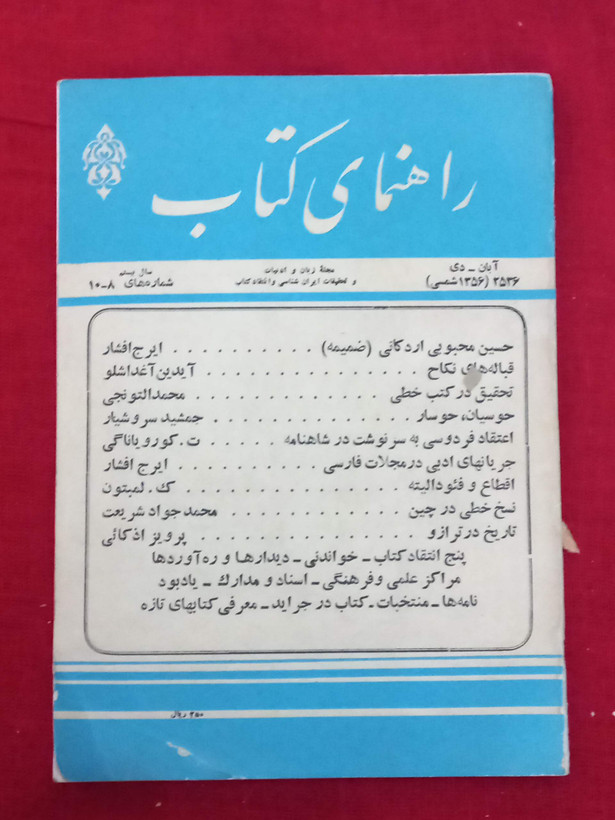 راهنمای کتاب
آبان ـ دی
۲۵۳۶ (۱۳۵۶ شمسی)
مجلهٔ زبان و ادبیات
و تحقیقات ایران شناسی و انتقاد کتاب
سال بیستم
شماره‌های ۸-۱۰
حسین محبوبی اردکانی (ضمیمه) . . . . . . . . . . ایرج افشار
قباله‌های نکاح . . . . . . . . . . . . . . . آیدین آغداشلو
تحقیق در کتب خطی . . . . . . . . . . . . . محمد التونجی
حوسیان، حوسار . . . . . . . . . . . . . . جمشید سروشیار
اعتقاد فردوسی به سرنوشت در شاهنامه . . . . . ت. کورویاناگی
جریانهای ادبی در مجلات فارسی . . . . . . . . . ایرج افشار
اقطاع و فئودالیته . . . . . . . . . . . . . . ك. لمبتون
نسخ خطی در چین . . . . . . . . . . . . محمد جواد شریعت
تاریخ در ترازو . . . . . . . . . . . . . . . پرویز اذکائی
پنج انتقاد کتاب ـ خواندنی ـ دیدارها و ره‌آوردها
مراکز علمی و فرهنگی ـ اسناد و مدارك ـ یادبود
نامه‌ها ـ منتخبات ـ کتاب در جراید ـ معرفی کتابهای تازه
۲۵۰ ریال